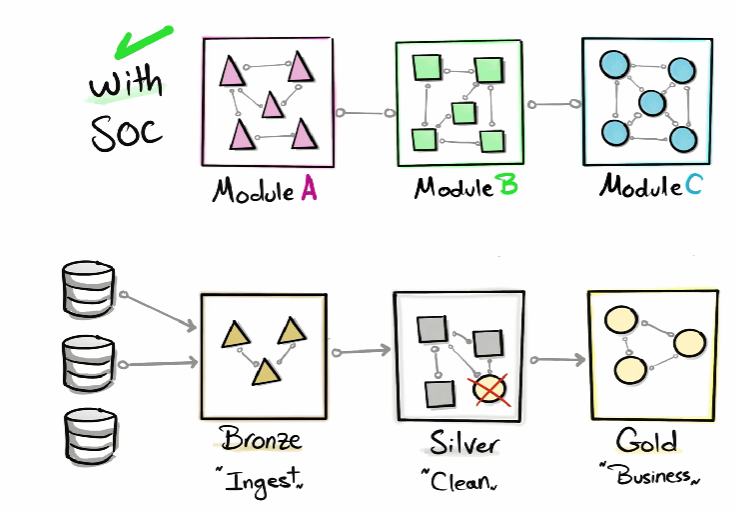 With
SoC
Module A
Module B
Module C
Bronze
Silver
Gold
"Ingest"
"Clean"
"Business"